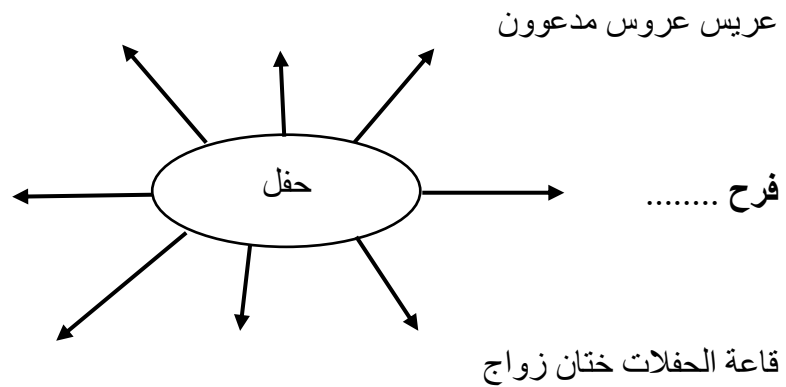 عريس عروس مدعوون
حفل
فرح ........
قاعة الحفلات ختان زواج